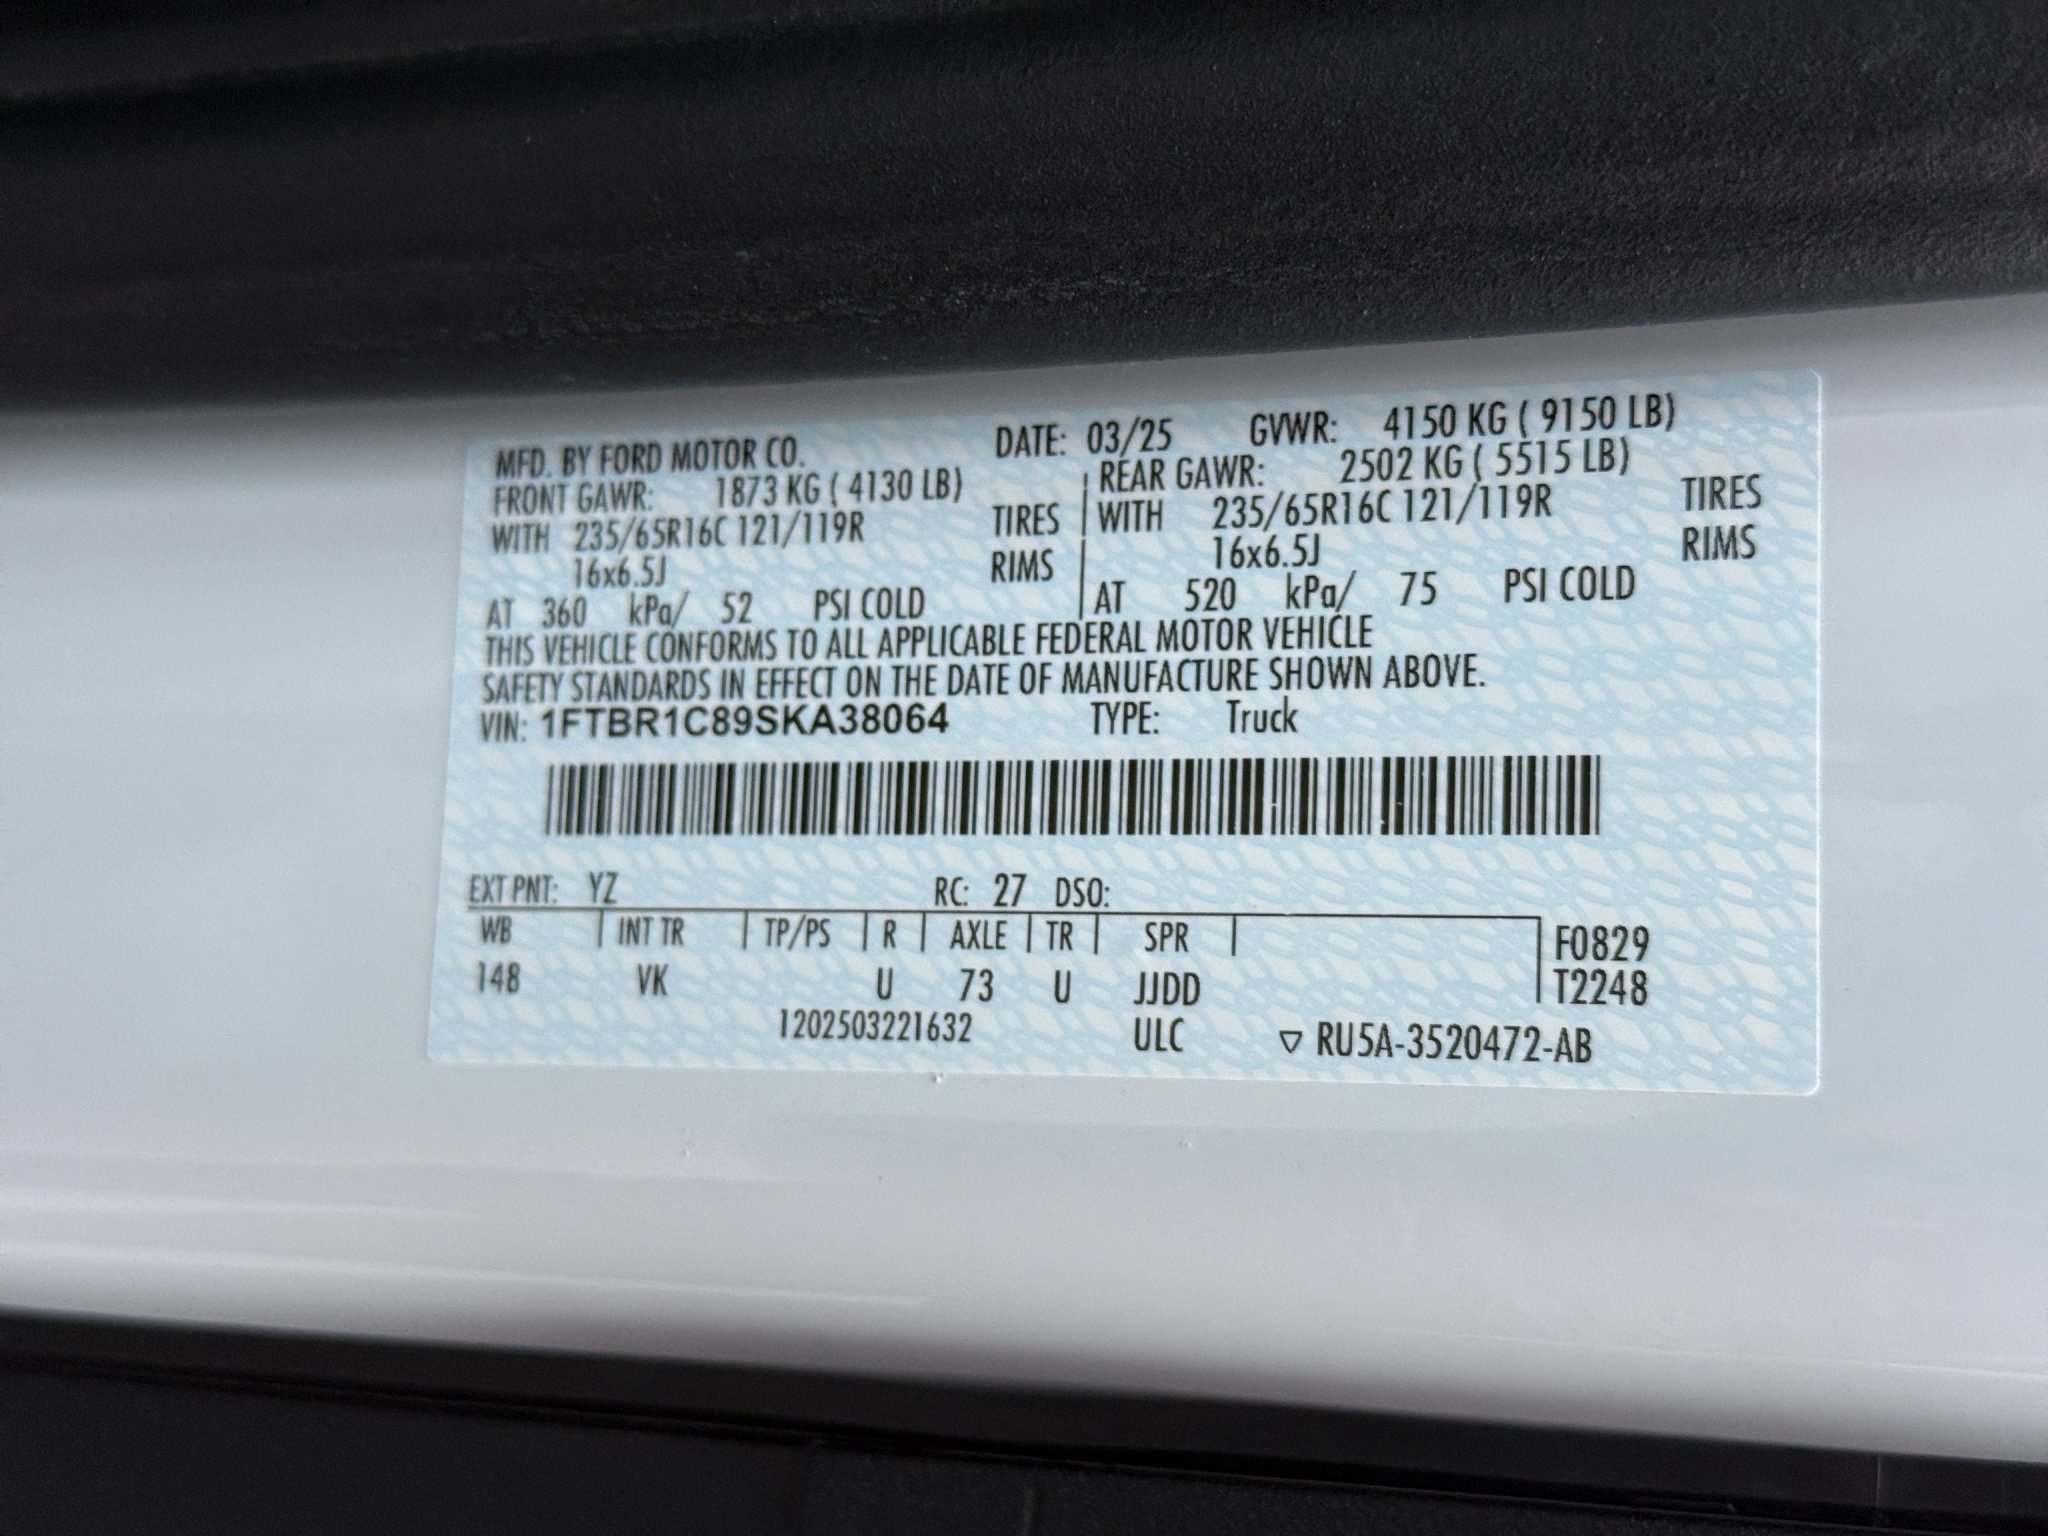 MFD. BY FORD MOTOR CO. DATE: 03/25 GVWR: 4150 KG ( 9150 LB)
FRONT GAWR: 1873 KG ( 4130 LB) REAR GAWR: 2502 KG ( 5515 LB)
WITH 235/65R16C 121/119R TIRES WITH 235/65R16C 121/119R TIRES
16x6.5J RIMS 16x6.5J RIMS
AT 360 kPa/ 52 PSI COLD AT 520 kPa/ 75 PSI COLD
THIS VEHICLE CONFORMS TO ALL APPLICABLE FEDERAL MOTOR VEHICLE
SAFETY STANDARDS IN EFFECT ON THE DATE OF MANUFACTURE SHOWN ABOVE.
VIN: 1FTBR1C89SKA38064 TYPE: Truck
EXT PNT: YZ RC: 27 DSO:
WB INT TR TP/PS R AXLE TR SPR F0829
148 VK U 73 U JJDD T2248
1202503221632 ULC ▽ RU5A-3520472-AB